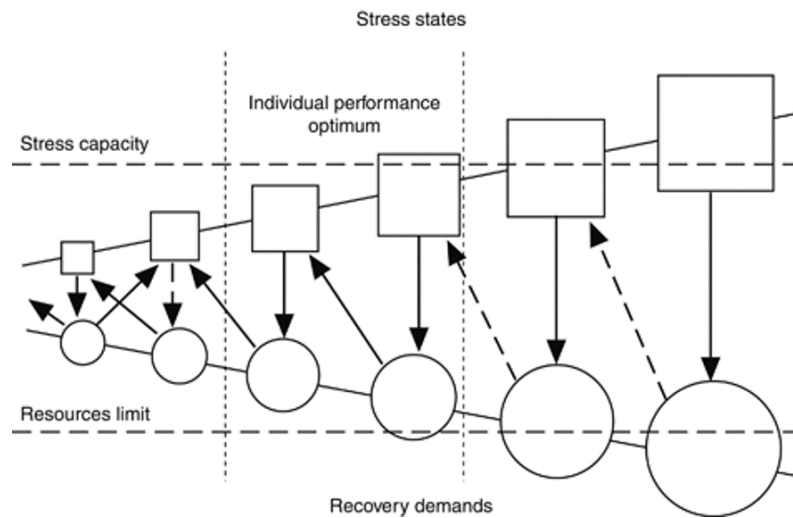 Stress states
Individual performance
optimum
Stress capacity
Resources limit
Recovery demands